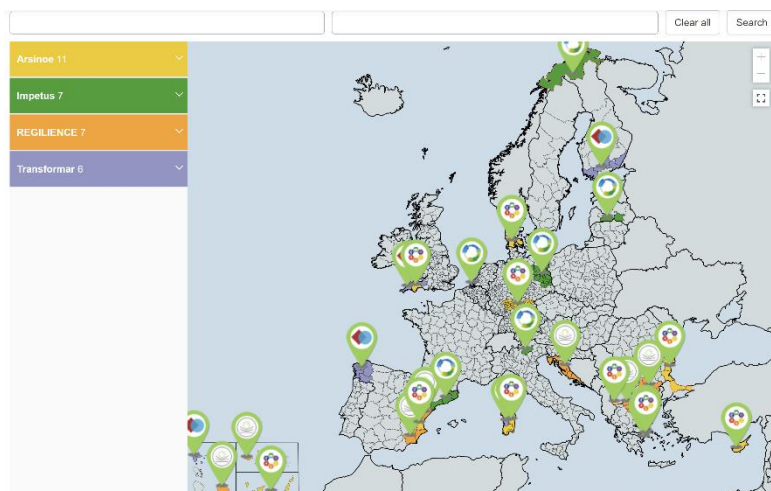 Clear all
Search
Arsinoe 11
Impetus 7
REGILIENCE 7
Transformar 6